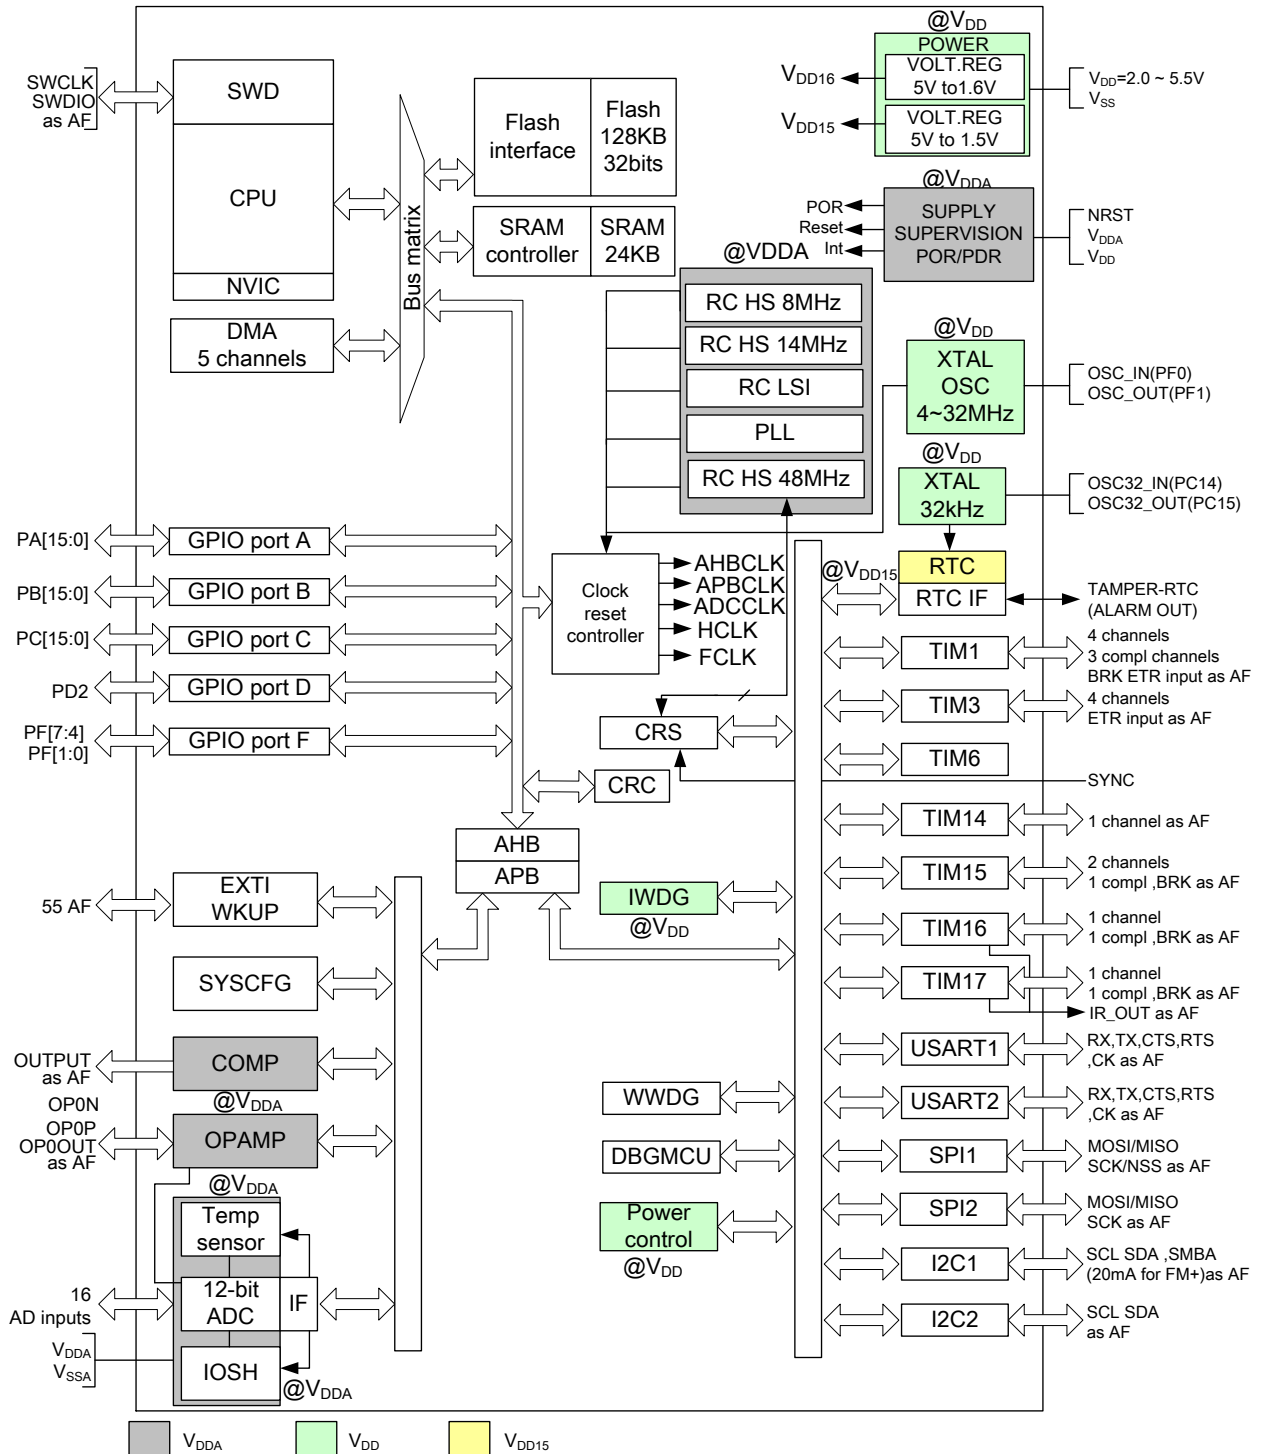 @VDD
POWER
VOLT.REG
5V to1.6V
VOLT.REG
5V to 1.5V
VDD16
VDD15
VDD=2.0 ~ 5.5V
VSS
SWCLK
SWDIO
as AF
SWD
CPU
NVIC
DMA
5 channels
Bus matrix
Flash
interface
Flash
128KB
32bits
SRAM
controller
SRAM
24KB
@VDDA
SUPPLY
SUPERVISION
POR/PDR
POR
Reset
Int
NRST
VDDA
VDD
@VDDA
RC HS 8MHz
RC HS 14MHz
RC LSI
PLL
RC HS 48MHz
@VDD
XTAL
OSC
4~32MHz
OSC_IN(PF0)
OSC_OUT(PF1)
@VDD
XTAL
32kHz
OSC32_IN(PC14)
OSC32_OUT(PC15)
PA[15:0]
GPIO port A
PB[15:0]
GPIO port B
PC[15:0]
GPIO port C
PD2
GPIO port D
PF[7:4]
PF[1:0]
GPIO port F
Clock
reset
controller
AHBCLK
APBCLK
ADCCLK
HCLK
FCLK
@VDD15
RTC
RTC IF
TAMPER-RTC
(ALARM OUT)
TIM1
4 channels
3 compl channels
BRK ETR input as AF
TIM3
4 channels
ETR input as AF
CRS
TIM6
SYNC
CRC
AHB
APB
TIM14
1 channel as AF
TIM15
2 channels
1 compl ,BRK as AF
TIM16
1 channel
1 compl ,BRK as AF
TIM17
1 channel
1 compl ,BRK as AF
IR_OUT as AF
55 AF
EXTI
WKUP
IWDG
@VDD
SYSCFG
OUTPUT
as AF
COMP
@VDDA
OP0N
OP0P
OP0OUT
as AF
OPAMP
@VDDA
Temp
sensor
16
AD inputs
12-bit
ADC
IF
VDDA
VSSA
IOSH
@VDDA
WWDG
DBGMCU
Power
control
@VDD
USART1
RX,TX,CTS,RTS
,CK as AF
USART2
RX,TX,CTS,RTS
,CK as AF
SPI1
MOSI/MISO
SCK/NSS as AF
SPI2
MOSI/MISO
SCK as AF
I2C1
SCL SDA ,SMBA
(20mA for FM+)as AF
I2C2
SCL SDA
as AF
VDDA
VDD
VDD15